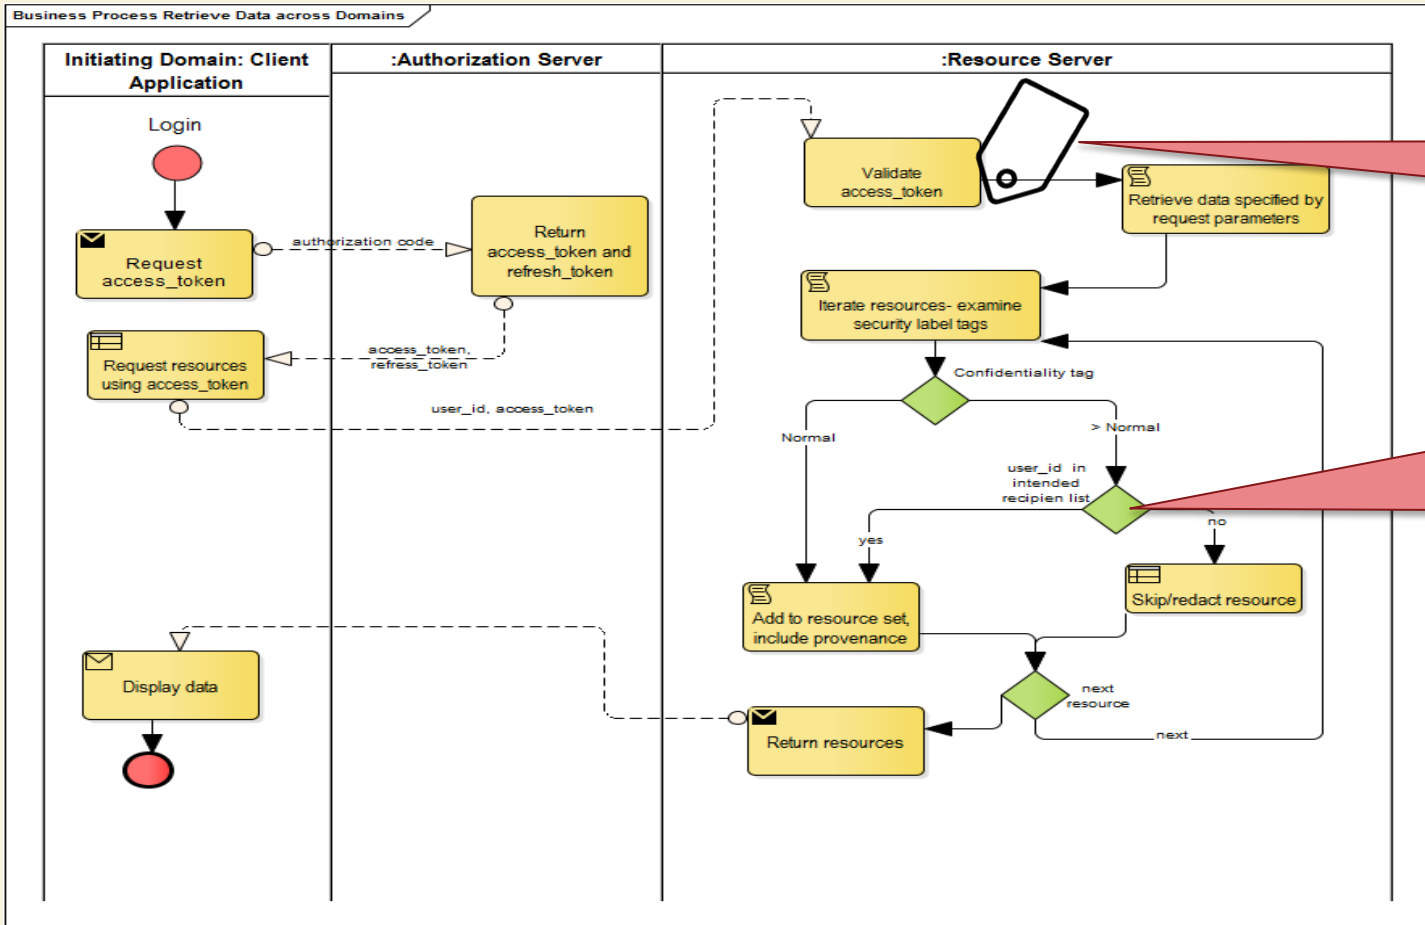 Business Process Retrieve Data across Domains
Initiating Domain: Client
Application
:Authorization Server
:Resource Server
Login
Request
access_token
authorization code
Return
access_token and
refresh_token
access_token,
refress_token
Request resources
using access_token
user_id, access_token
Validate
access_token
Retrieve data specified by
request parameters
Iterate resources- examine
security label tags
Confidentiality tag
Normal
> Normal
user_id in
intended
recipien list
yes
no
Add to resource set,
include provenance
Skip/redact resource
next
resource
next
Return resources
Display data